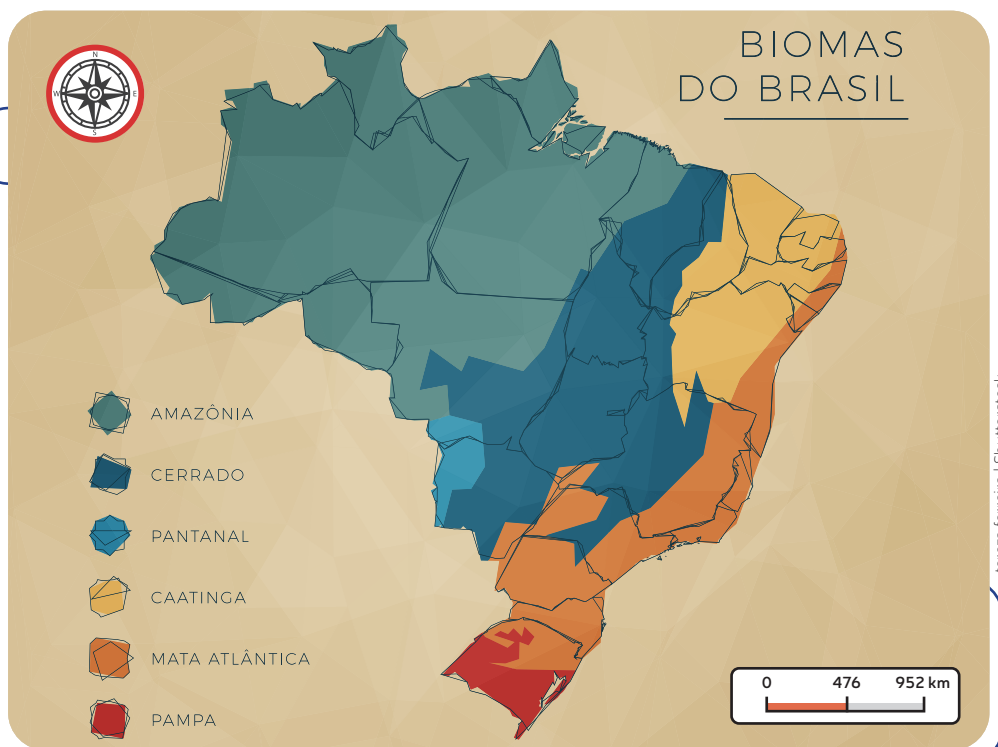 BIOMAS
DO BRASIL
N
W
E
S
AMAZÔNIA
CERRADO
PANTANAL
CAATINGA
MATA ATLÂNTICA
PAMPA
0 476 952 km